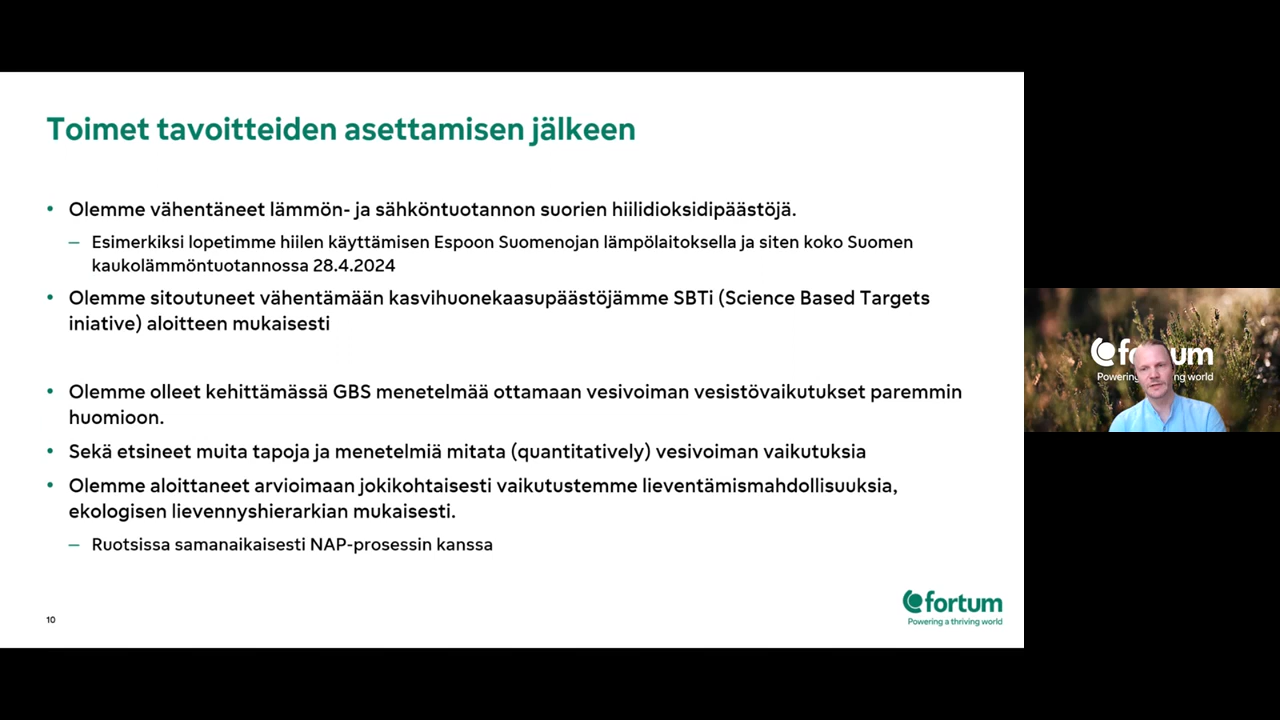 Toimet tavoitteiden asettamisen jälkeen
• Olemme vähentäneet lämmön- ja sähköntuotannon suorien hiilidioksidipäästöjä.
– Esimerkiksi lopetimme hiilen käyttämisen Espoon Suomenojan lämpölaitoksella ja siten koko Suomen
kaukolämmöntuotannossa 28.4.2024
• Olemme sitoutuneet vähentämään kasvihuonekaasupäästöjämme SBTi (Science Based Targets
iniative) aloitteen mukaisesti
• Olemme olleet kehittämässä GBS menetelmää ottamaan vesivoiman vesistövaikutukset paremmin
huomioon.
• Sekä etsineet muita tapoja ja menetelmiä mitata (quantitatively) vesivoiman vaikutuksia
• Olemme aloittaneet arvioimaan jokikohtaisesti vaikutustemme lieventämismahdollisuuksia,
ekologisen lievennyshierarkian mukaisesti.
– Ruotsissa samanaikaisesti NAP-prosessin kanssa
10
fortum
Powering a thriving world
world